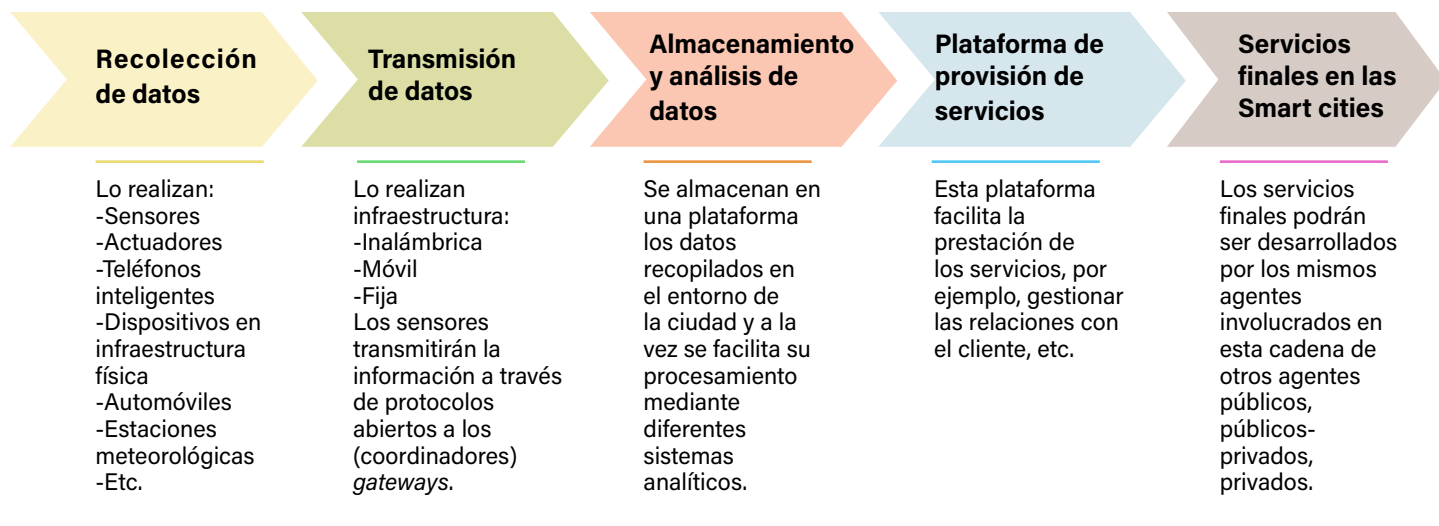 Recolección
de datos
Lo realizan:
-Sensores
-Actuadores
-Teléfonos
inteligentes
-Dispositivos en
infraestructura
física
-Automóviles
-Estaciones
meteorológicas
-Etc.
Transmisión
de datos
Lo realizan
infraestructura:
-Inalámbrica
-Móvil
-Fija
Los sensores
transmitirán la
información a través
de protocolos
abiertos a los
(coordinadores)
gateways.
Almacenamiento
y análisis de
datos
Se almacenan en
una plataforma
los datos
recopilados en
el entorno de
la ciudad y a la
vez se facilita su
procesamiento
mediante
diferentes
sistemas
analíticos.
Plataforma de
provisión de
servicios
Esta plataforma
facilita la
prestación de
los servicios, por
ejemplo, gestionar
las relaciones con
el cliente, etc.
Servicios
finales en las
Smart cities
Los servicios
finales podrán
ser desarrollados
por los mismos
agentes
involucrados en
esta cadena de
otros agentes
públicos,
públicos-
privados,
privados.